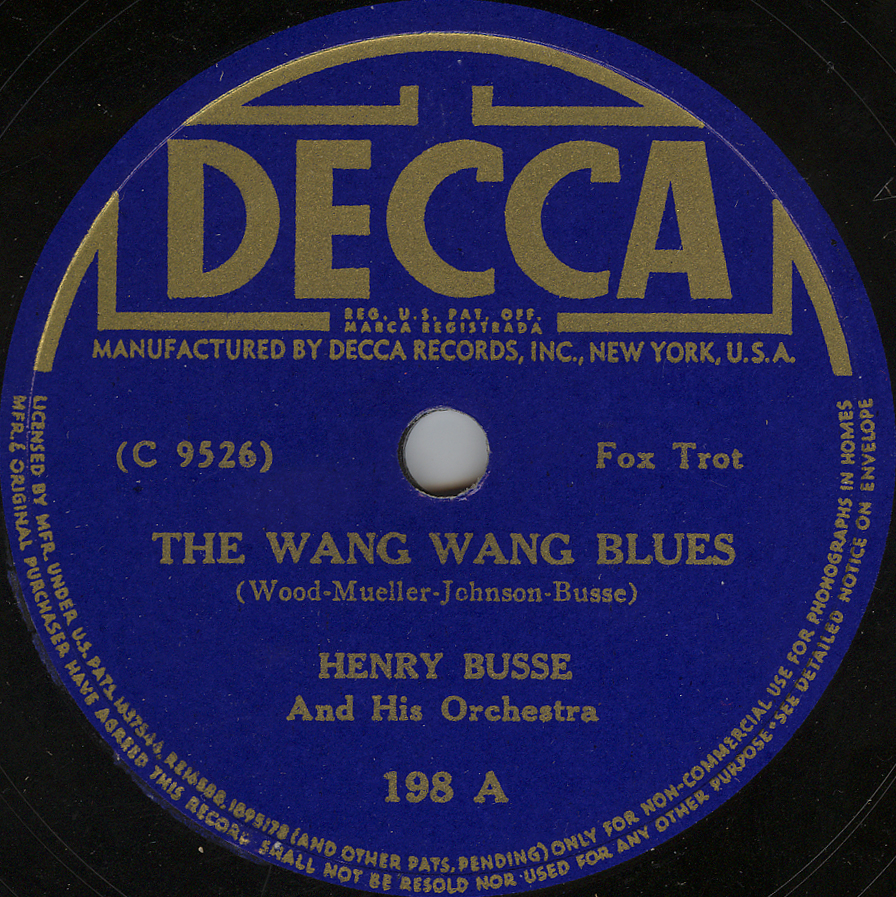 DECCA
REG. U.S. PAT. OFF.
MARCA REGISTRADA
MANUFACTURED BY DECCA RECORDS, INC., NEW YORK, U.S.A.
(C 9526)
Fox Trot
THE WANG WANG BLUES
(Wood-Mueller-Johnson-Busse)
HENRY BUSSE
And His Orchestra
198 A
LICENSED BY MFR. UNDER U.S. PATS. 1637544, RE16588, 1895178 (AND OTHER PATS. PENDING) ONLY FOR NON-COMMERCIAL USE FOR PHONOGRAPHS IN HOMES
MFR. & ORIGINAL PURCHASER HAVE AGREED THIS RECORD SHALL NOT BE RESOLD NOR USED FOR ANY OTHER PURPOSE "SEE DETAILED NOTICE ON ENVELOPE